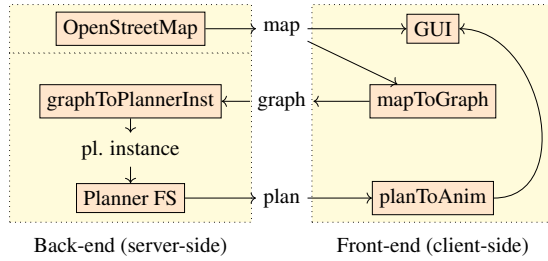 OpenStreetMap map GUI
graphToPlannerInst graph mapToGraph
pl. instance
Planner FS plan planToAnim
Back-end (server-side) Front-end (client-side)